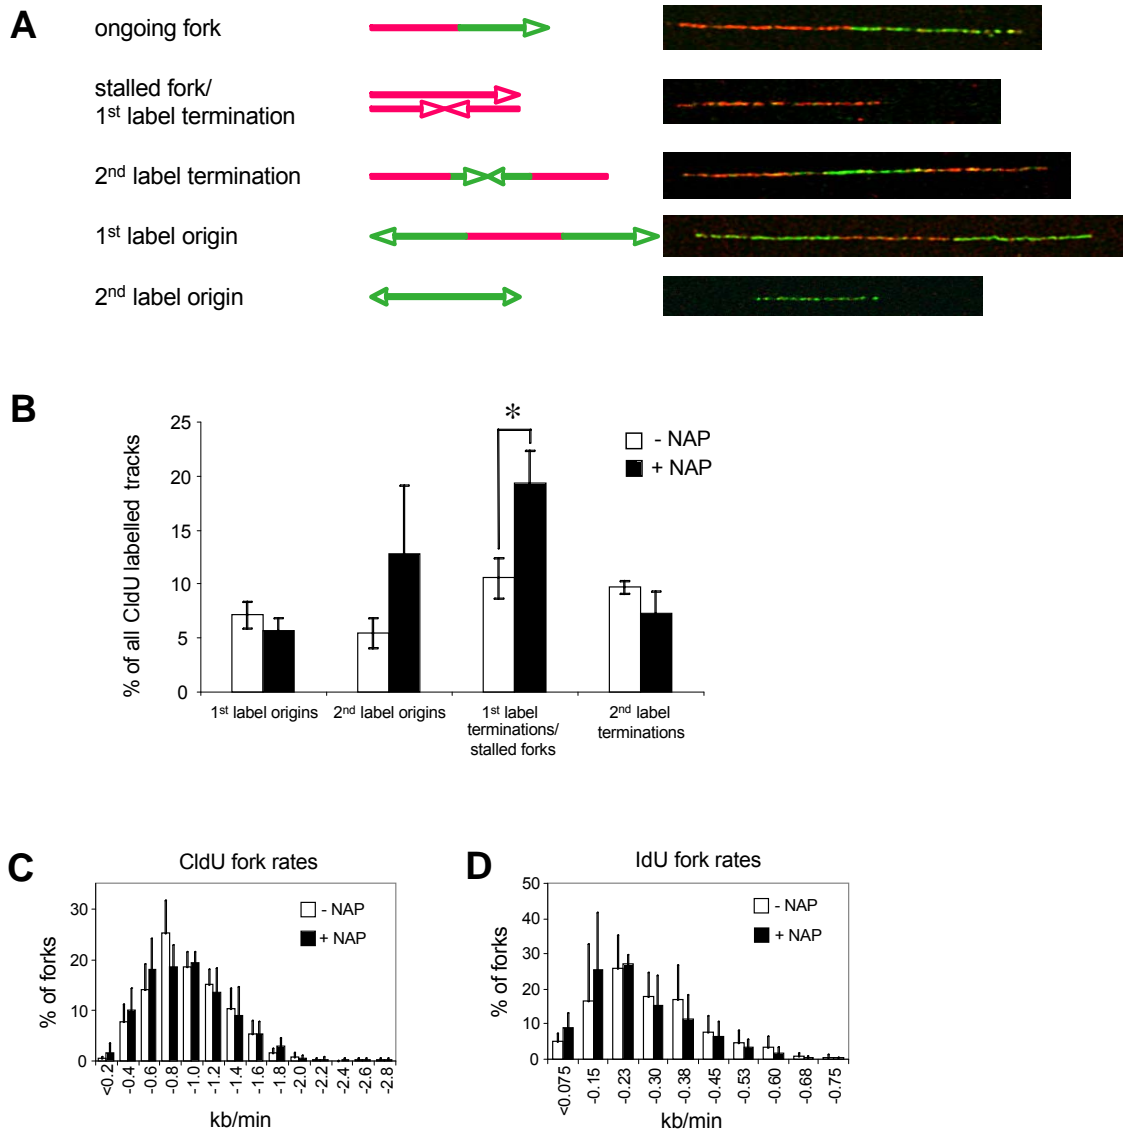 A
ongoing fork
stalled fork/
1st label termination
2nd label termination
1st label origin
2nd label origin
B
% of all CldU labelled tracks
25
20
15
10
5
0
*
- NAP
+ NAP
1st label origins
2nd label origins
1st label
terminations/
stalled forks
2nd label
terminations
C
CldU fork rates
% of forks
30
20
10
0
- NAP
+ NAP
<0.2
-0.4
-0.6
-0.8
-1.0
-1.2
-1.4
-1.6
-1.8
-2.0
-2.2
-2.4
-2.6
-2.8
kb/min
D
IdU fork rates
% of forks
50
40
30
20
10
0
- NAP
+ NAP
<0.075
-0.15
-0.23
-0.30
-0.38
-0.45
-0.53
-0.60
-0.68
-0.75
kb/min